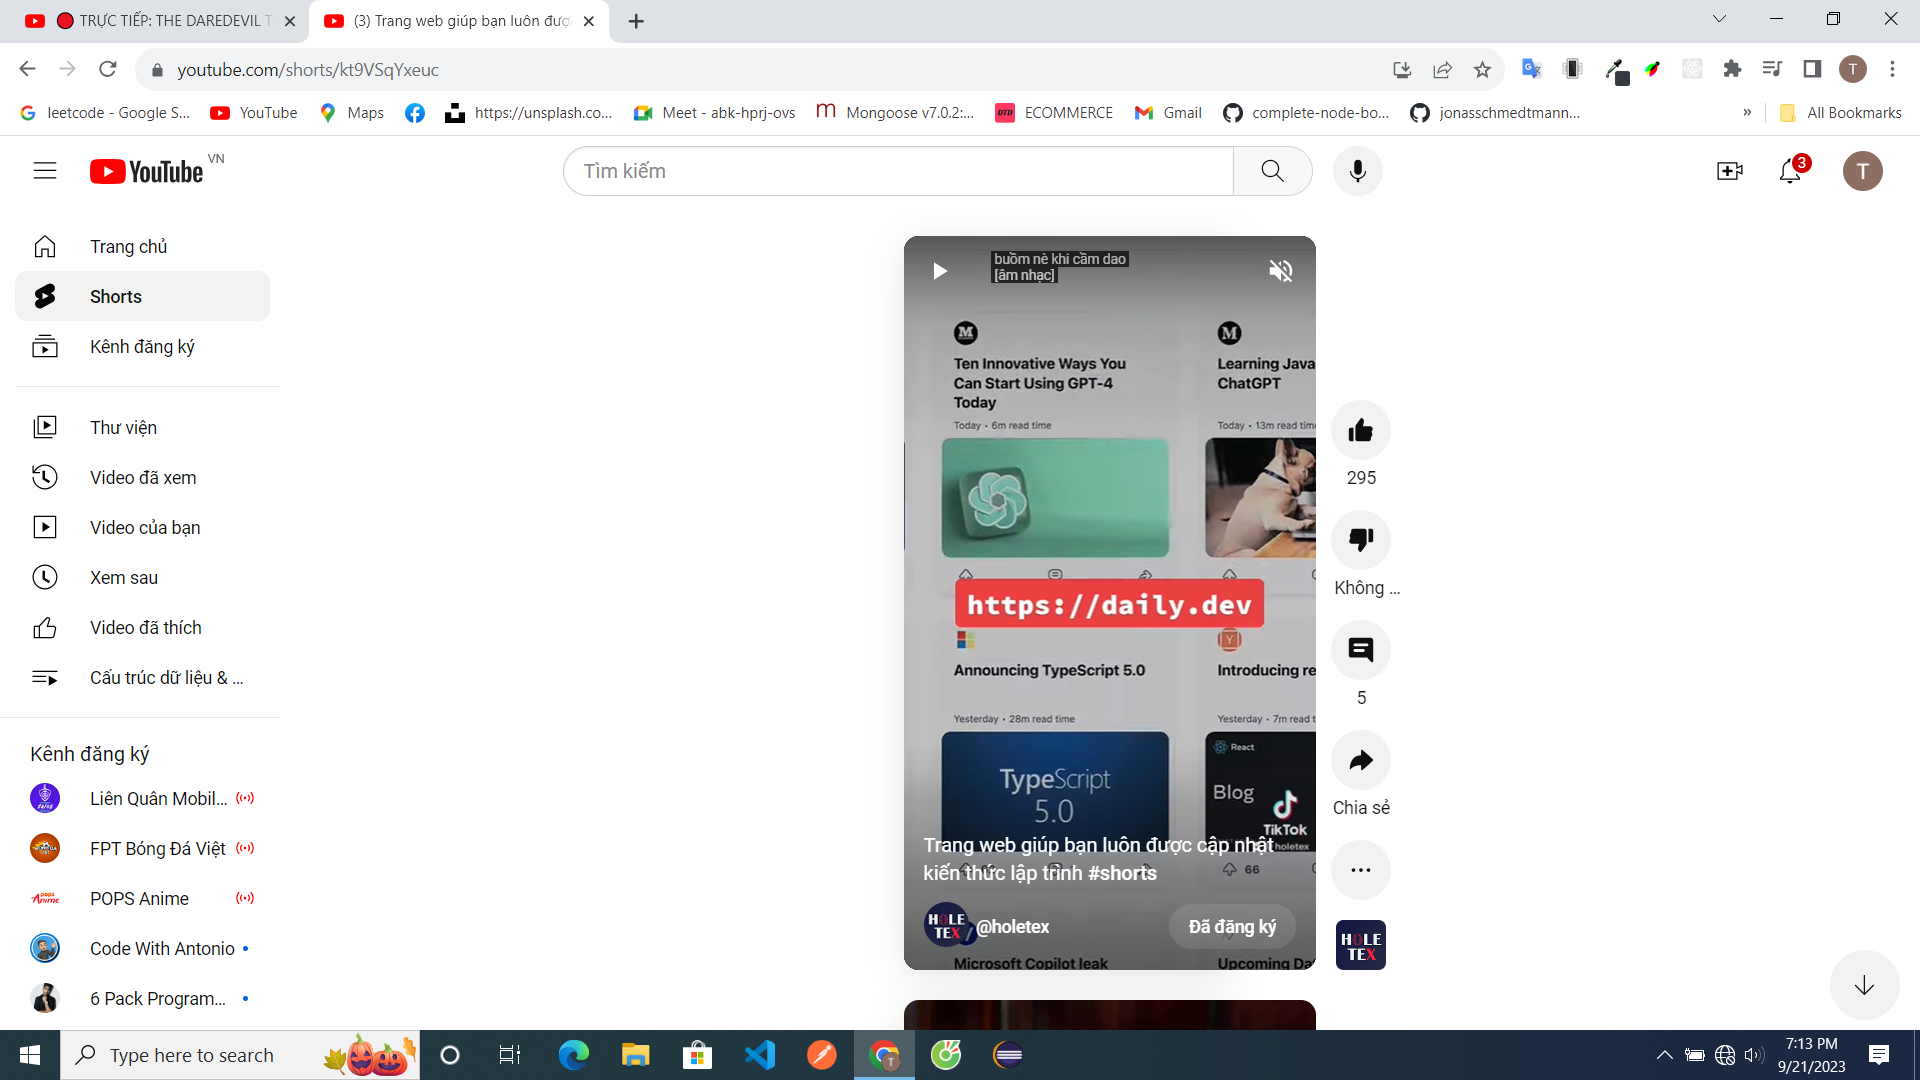 TRỰC TIẾP: THE DAREDEVIL T
(3) Trang web giúp bạn luôn đượ
youtube.com/shorts/kt9VSqYxeuc
T
leetcode - Google S...
YouTube
Maps
https://unsplash.co...
Meet - abk-hprj-ovs
m
Mongoose v7.0.2:...
DTD
ECOMMERCE
Gmail
complete-node-bo...
jonasschmedtmann...
»
All Bookmarks
YouTube VN
Tìm kiếm
3
T
Trang chủ
Shorts
Kênh đăng ký
Thư viện
Video đã xem
Video của bạn
Xem sau
Video đã thích
Cấu trúc dữ liệu & ...
Kênh đăng ký
Liên Quân Mobil...
FPT Bóng Đá Việt
pops Anime
POPS Anime
Code With Antonio
6 Pack Program...
buồm nè khi cầm dao
[âm nhạc]
M
M
Ten Innovative Ways You
Can Start Using GPT-4
Today
Today • 6m read time
Learning Java
ChatGPT
Today • 13m read tim
https://daily.dev
Y
Announcing TypeScript 5.0
Introducing re
Yesterday • 28m read time
Yesterday • 7m read t
TypeScript
5.0
React
Blog
TikTok
holetex
Trang web giúp bạn luôn được cập nhật
kiến thức lập trình #shorts
66
HOLE
TEX
@holetex
Đã đăng ký
Microsoft Copilot leak
Upcoming Da
295
Không ...
5
Chia sẻ
HOLE
TEX
Type here to search
T
7:13 PM
9/21/2023